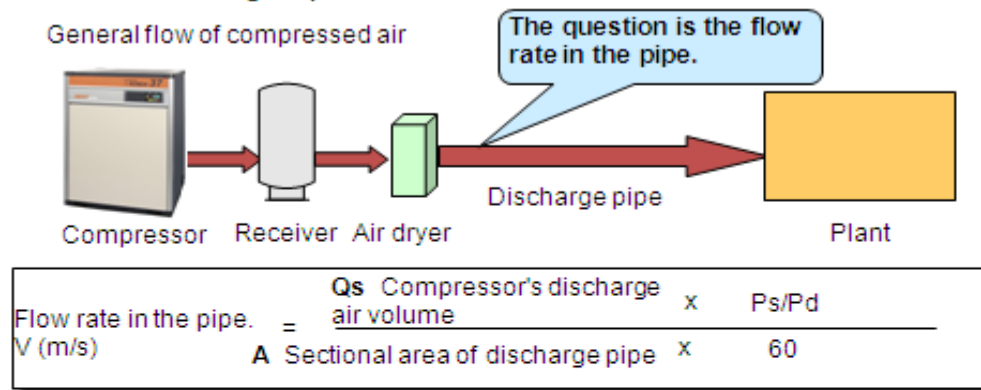 General flow of compressed air
The question is the flow
rate in the pipe.
Discharge pipe
Compressor
Receiver
Air dryer
Plant
Flow rate in the pipe.
V (m/s)
=
Qs Compressor's discharge
air volume
x
Ps/Pd
A Sectional area of discharge pipe
x
60